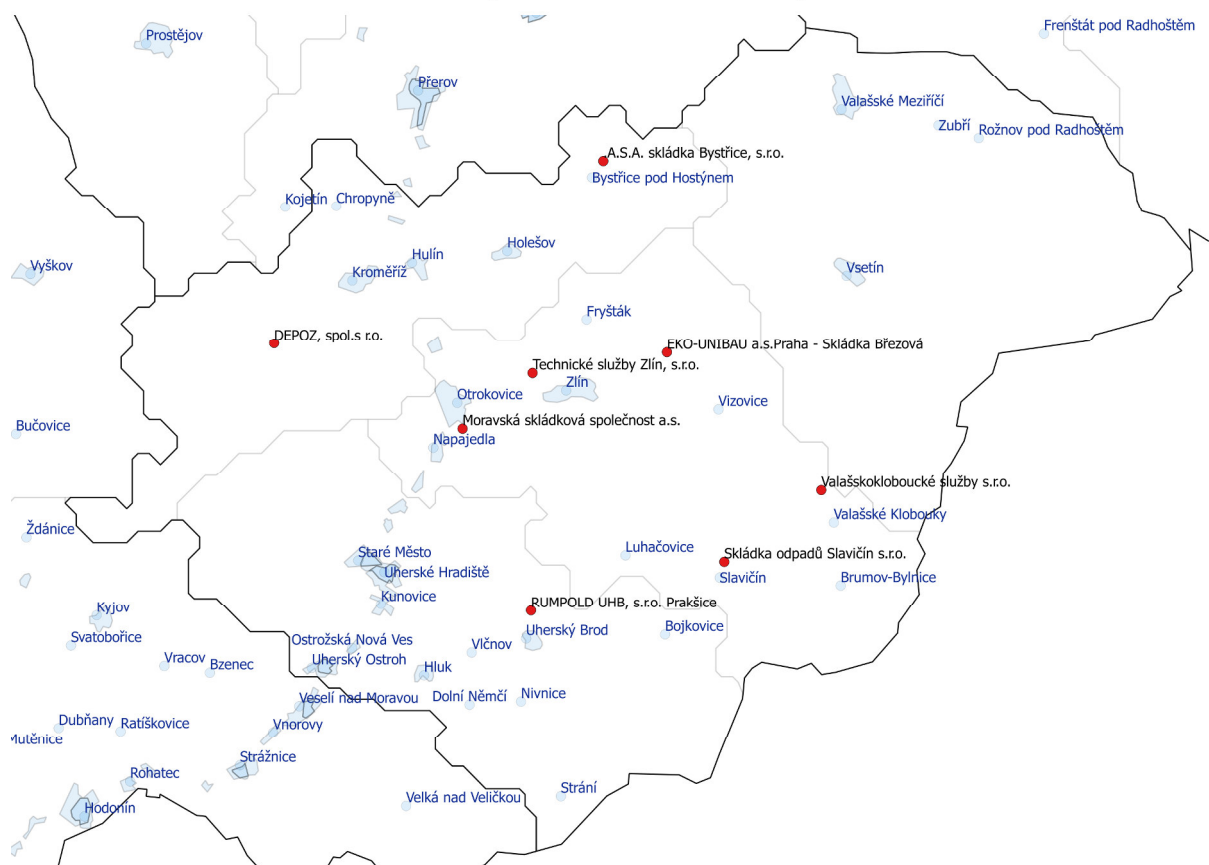 Frenštát pod Radhoštěm
Prostějov
Přerov
Valašské Meziříčí
Zubří
Rožnov pod Radhoštěm
.A.S.A. skládka Bystřice, s.r.o.
Bystřice pod Hostýnem
Kojetín
Chropyně
Holešov
Hulín
Vyškov
Kroměříž
Vsetín
Fryšták
DEPOZ, spol.s r.o.
EKO-UNIBAU a.s.Praha - Skládka Březová
Technické služby Zlín, s.r.o.
Zlín
Otrokovice
Vizovice
Moravská skládková společnost a.s.
Bučovice
Napajedla
Valašskokloboucké služby s.r.o.
Valašské Klobouky
Ždánice
Luhačovice
Staré Město
Skládka odpadů Slavičín s.r.o.
Uherské Hradiště
Slavičín
Brumov-Bylnice
Kunovice
RUMPOLD UHB, s.r.o. Prakšice
Kyjov
Uherský Brod
Bojkovice
Svatobořice
Ostrožská Nová Ves
Vlčnov
Vracov
Uherský Ostroh
Bzenec
Hluk
Veselí nad Moravou
Dolní Němčí
Nivnice
Dubňany
Ratíškovice
Vnorovy
Mutěnice
Strážnice
Rohatec
Strání
Velká nad Veličkou
Hodonín